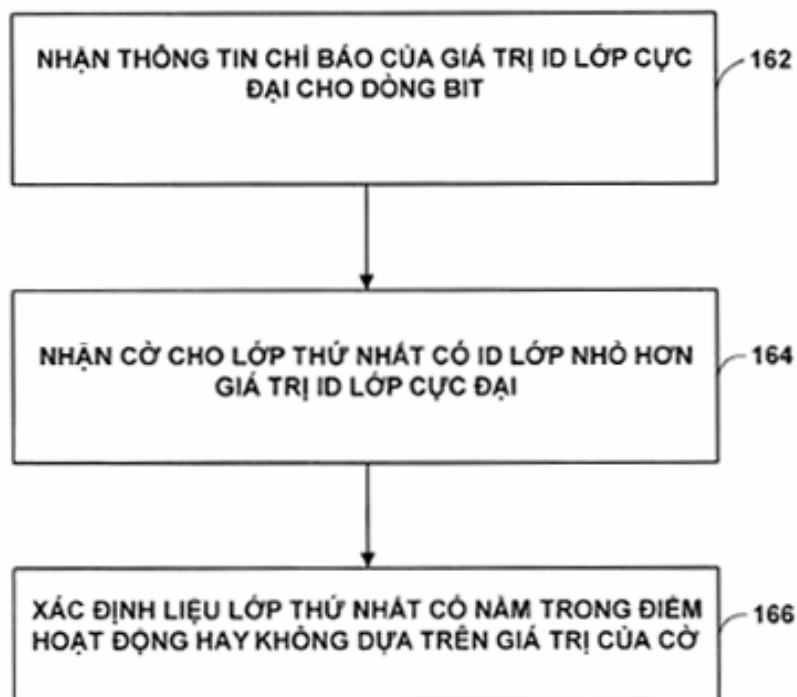 NHẬN THÔNG TIN CHỈ BÁO CỦA GIÁ TRỊ ID LỚP CỰC
ĐẠI CHO DÒNG BIT
162
NHẬN CỜ CHO LỚP THỨ NHẤT CÓ ID LỚP NHỎ HƠN
GIÁ TRỊ ID LỚP CỰC ĐẠI
164
XÁC ĐỊNH LIỆU LỚP THỨ NHẤT CÓ NẰM TRONG ĐIỂM
HOẠT ĐỘNG HAY KHÔNG DỰA TRÊN GIÁ TRỊ CỦA CỜ
166